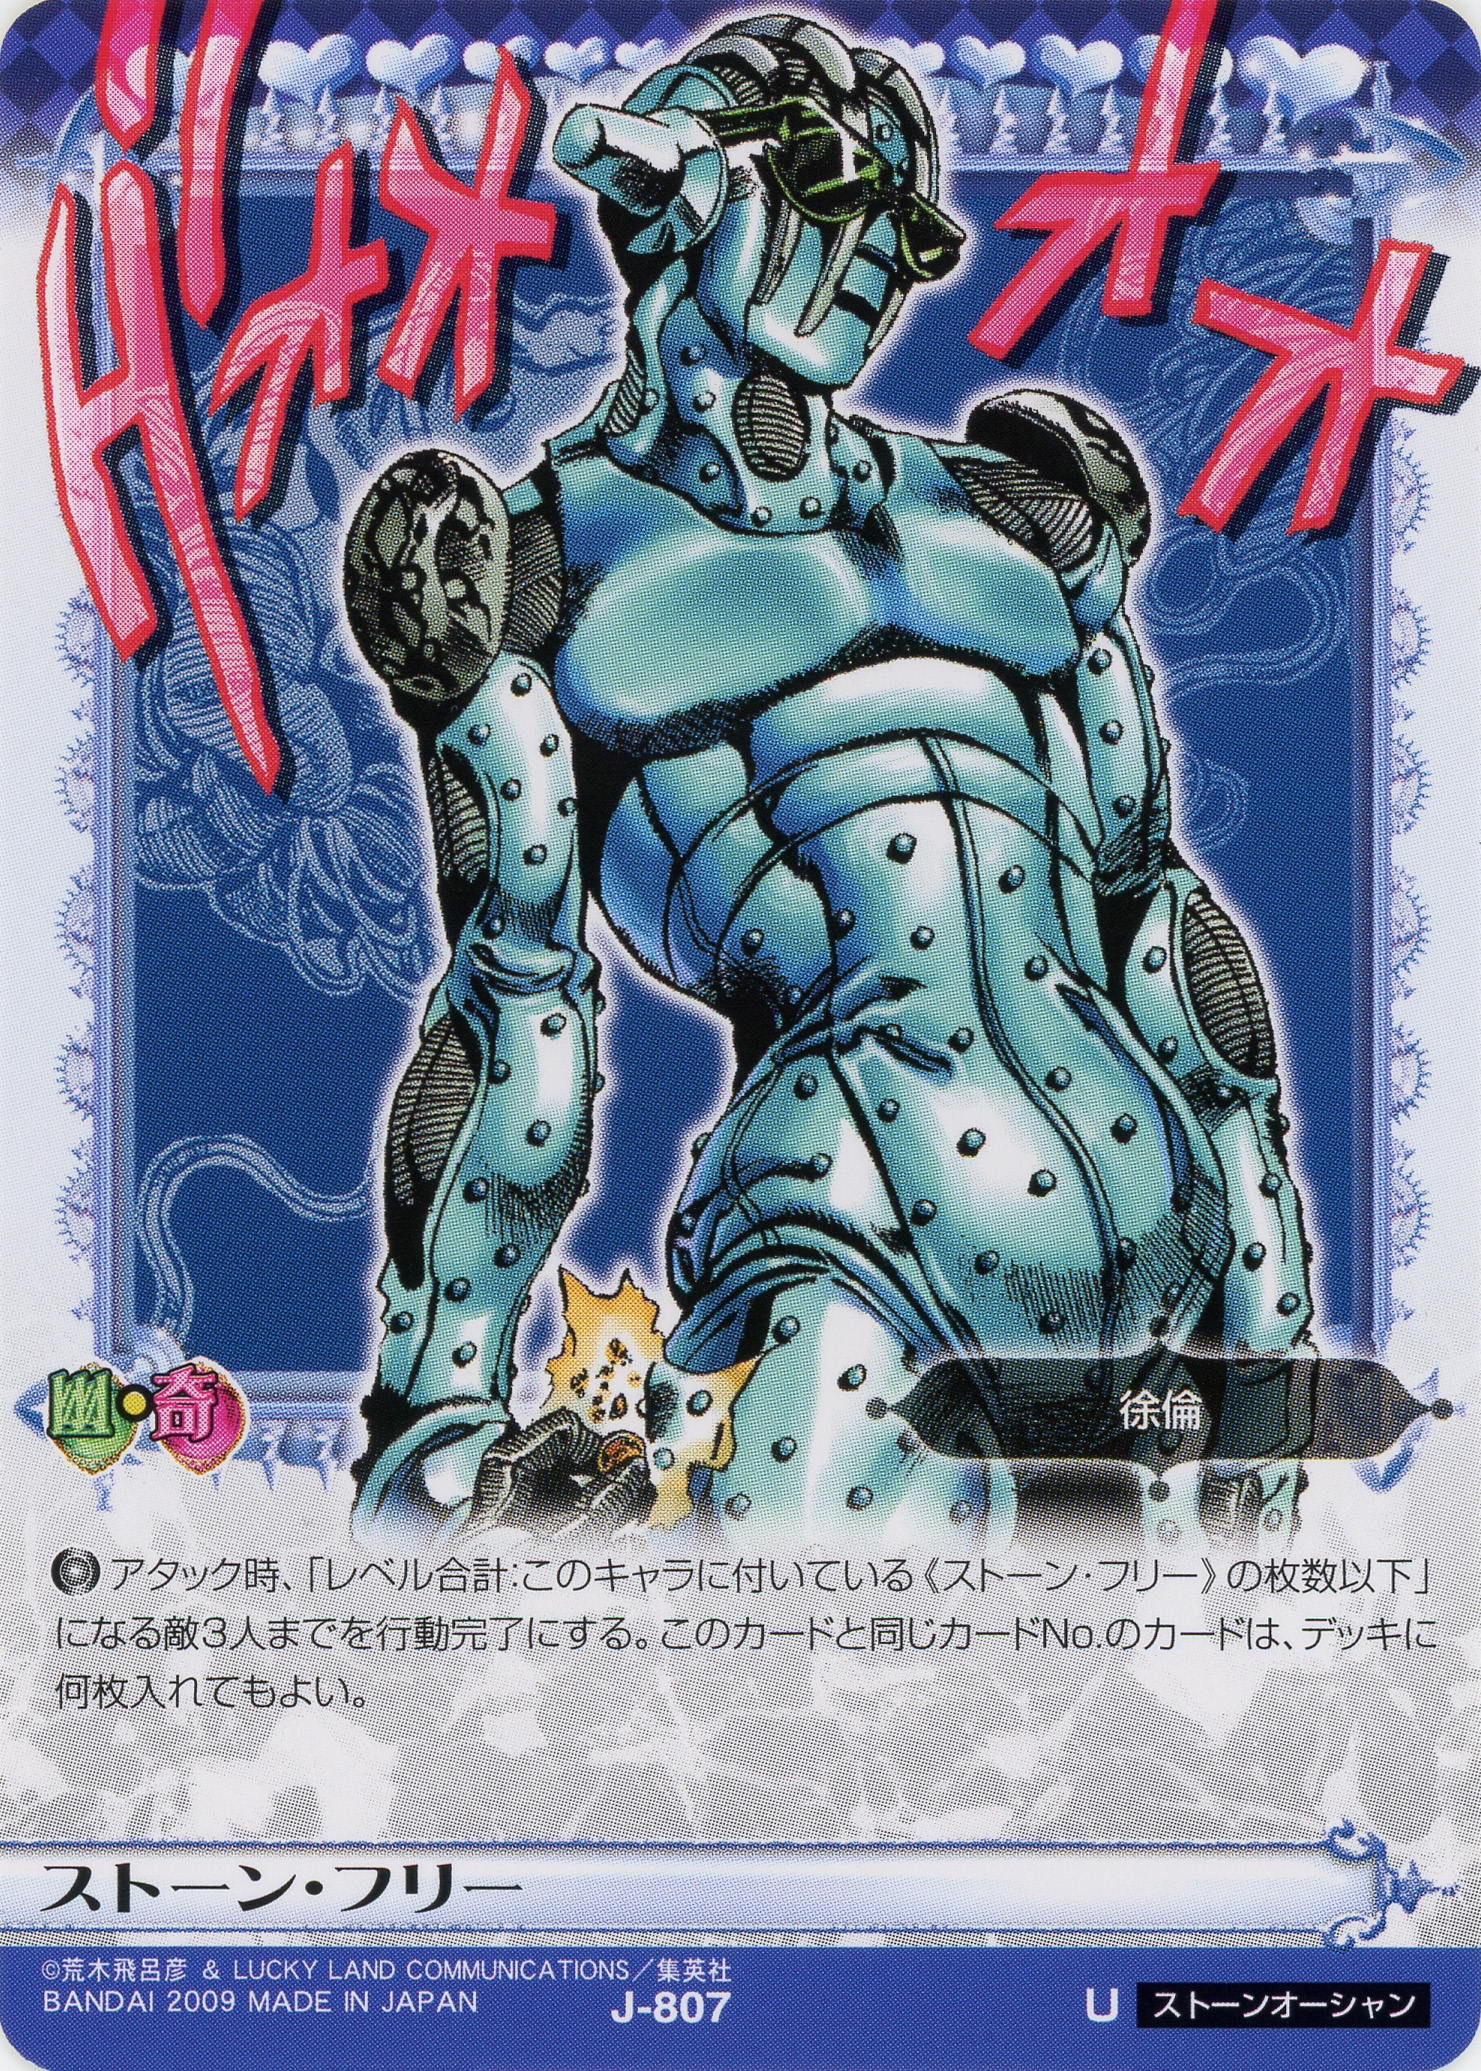 ドオオオオオ
幽・奇
徐倫
◎アタック時、「レベル合計:このキャラに付いている《ストーン・フリー》の枚数以下」
になる敵3人までを行動完了にする。このカードと同じカードNo.のカードは、デッキに
何枚入れてもよい。
ストーン・フリー
©荒木飛呂彦 & LUCKY LAND COMMUNICATIONS/集英社
BANDAI 2009 MADE IN JAPAN
J-807
U ストーンオーシャン